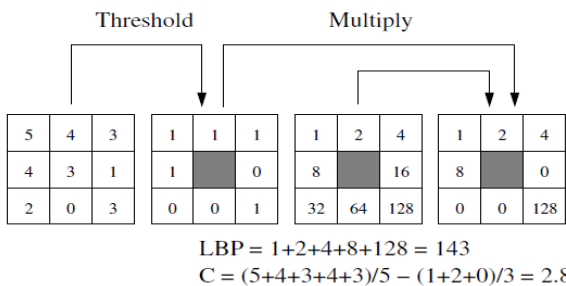 Threshold Multiply
5 4 3 1 1 1 1 2 4 1 2 4
4 3 1 1 0 8 16 8 0
2 0 3 0 0 1 32 64 128 0 0 128
LBP = 1+2+4+8+128 = 143
C = (5+4+3+4+3)/5 − (1+2+0)/3 = 2.8